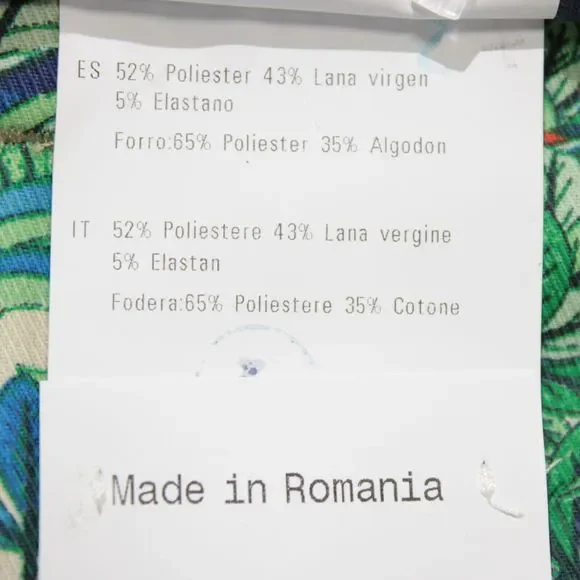 ES 52% Poliester 43% Lana virgen
5% Elastano
Forro:65% Poliester 35% Algodon
IT 52% Poliestere 43% Lana vergine
5% Elastan
Fodera:65% Poliestere 35% Cotone
Made in Romania